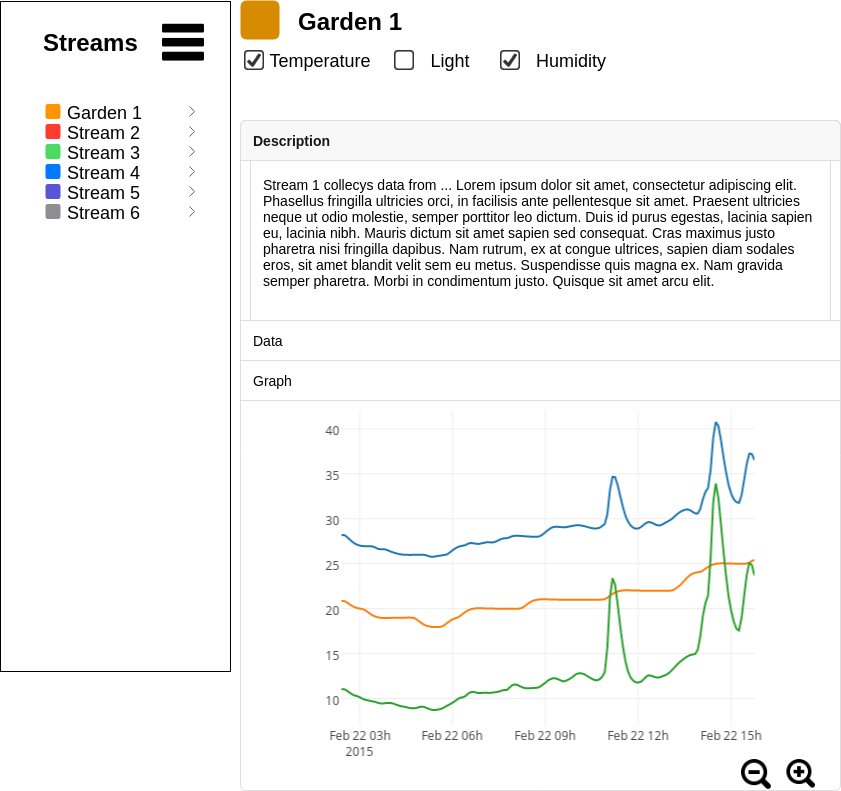 Streams
Garden 1
Stream 2
Stream 3
Stream 4
Stream 5
Stream 6
Garden 1
Temperature Light Humidity
Description
Stream 1 collecys data from ... Lorem ipsum dolor sit amet, consectetur adipiscing elit.
Phasellus fringilla ultricies orci, in facilisis ante pellentesque sit amet. Praesent ultricies
neque ut odio molestie, semper porttitor leo dictum. Duis id purus egestas, lacinia sapien
eu, lacinia nibh. Mauris dictum sit amet sapien sed consequat. Cras maximus justo
pharetra nisi fringilla dapibus. Nam rutrum, ex at congue ultrices, sapien diam sodales
eros, sit amet blandit velit sem eu metus. Suspendisse quis magna ex. Nam gravida
semper pharetra. Morbi in condimentum justo. Quisque sit amet arcu elit.
Data
Graph
40
35
30
25
20
15
10
Feb 22 03h Feb 22 06h Feb 22 09h Feb 22 12h Feb 22 15h
2015